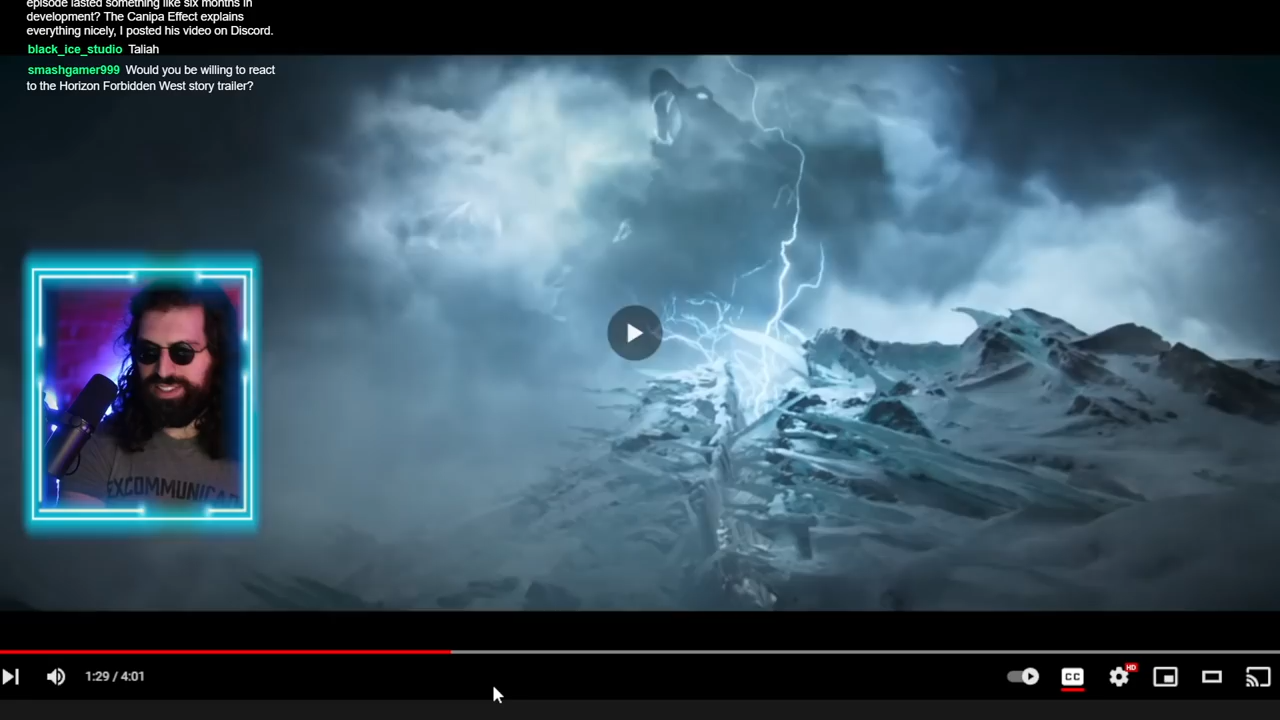 episode lasted something like six months in
development? The Canipa Effect explains
everything nicely, I posted his video on Discord.
black_ice_studio Taliah
smashgamer999 Would you be willing to react
to the Horizon Forbidden West story trailer?
EXCOMMUNICAD
HD
1:29 / 4:01
CC